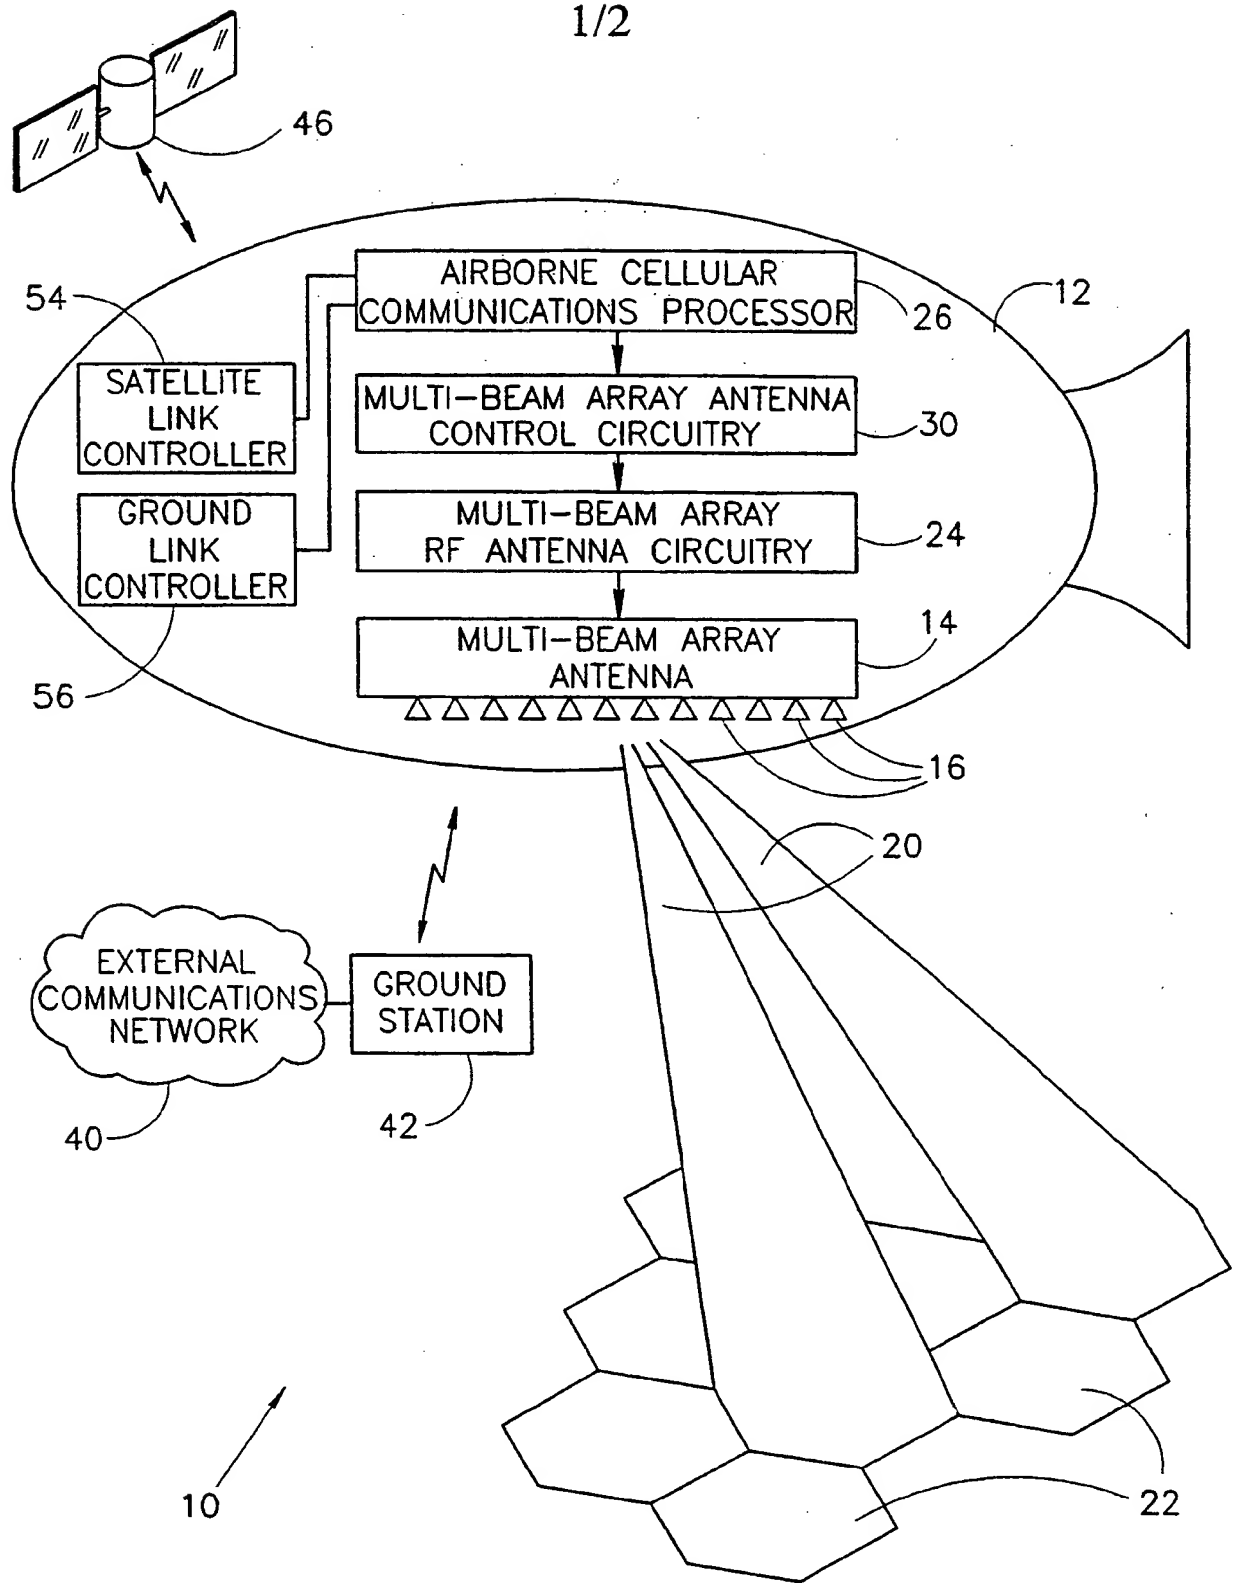 1/2
46
AIRBORNE CELLULAR
COMMUNICATIONS PROCESSOR
26
12
54
SATELLITE
LINK
CONTROLLER
MULTI-BEAM ARRAY ANTENNA
CONTROL CIRCUITRY
30
GROUND
LINK
CONTROLLER
MULTI-BEAM ARRAY
RF ANTENNA CIRCUITRY
24
MULTI-BEAM ARRAY
ANTENNA
14
56
16
20
EXTERNAL
COMMUNICATIONS
NETWORK
GROUND
STATION
40
42
10
22